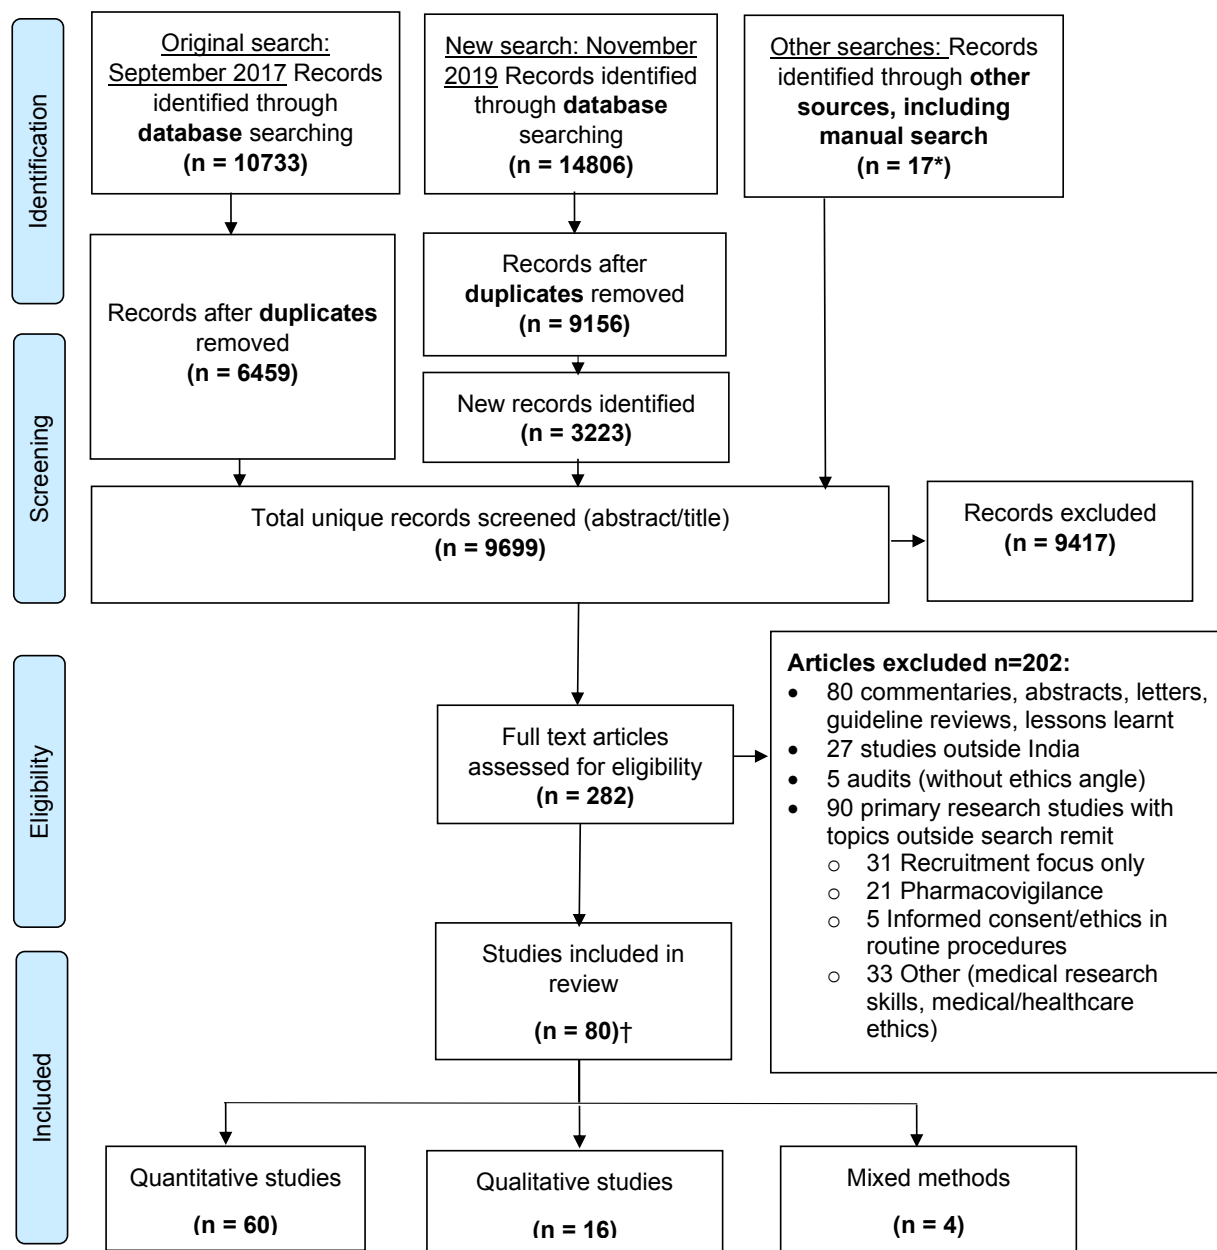 Identification
Original search:
September 2017 Records
identified through
database searching
(n = 10733)
New search: November
2019 Records identified
through database
searching
(n = 14806)
Other searches: Records
identified through other
sources, including
manual search
(n = 17*)
Records after duplicates
removed
(n = 6459)
Records after
duplicates removed
(n = 9156)
New records identified
(n = 3223)
Screening
Total unique records screened (abstract/title)
(n = 9699)
Records excluded
(n = 9417)
Eligibility
Full text articles
assessed for eligibility
(n = 282)
Articles excluded n=202:
• 80 commentaries, abstracts, letters,
guideline reviews, lessons learnt
• 27 studies outside India
• 5 audits (without ethics angle)
• 90 primary research studies with
topics outside search remit
o 31 Recruitment focus only
o 21 Pharmacovigilance
o 5 Informed consent/ethics in
routine procedures
o 33 Other (medical research
skills, medical/healthcare
ethics)
Included
Studies included in
review
(n = 80)†
Quantitative studies
(n = 60)
Qualitative studies
(n = 16)
Mixed methods
(n = 4)